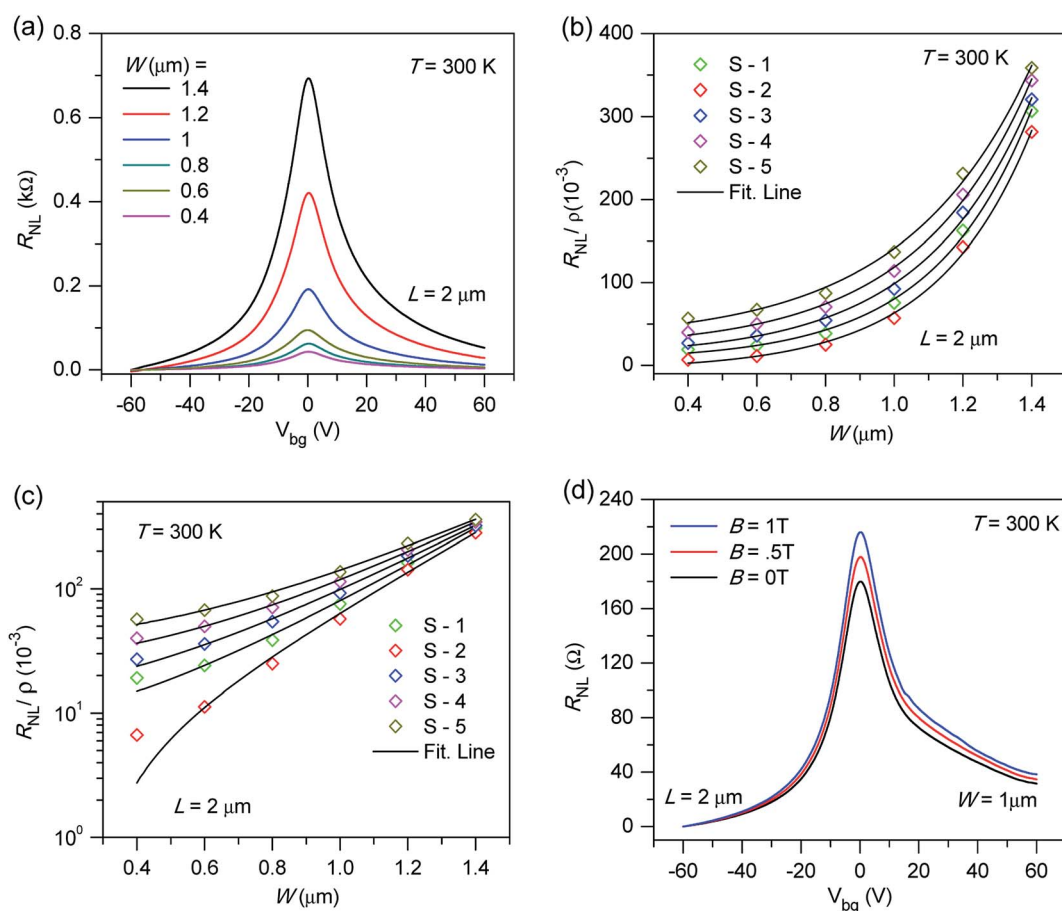 (a)
0.8
0.6
0.4
0.2
0.0
R_NL (kΩ)
W (μm) =
1.4
1.2
1
0.8
0.6
0.4
T = 300 K
L = 2 μm
-60 -40 -20 0 20 40 60
V_bg (V)
(b)
400
300
200
100
0
R_NL / ρ (10⁻³)
S - 1
S - 2
S - 3
S - 4
S - 5
Fit. Line
T = 300 K
L = 2 μm
0.4 0.6 0.8 1.0 1.2 1.4
W (μm)
(c)
10²
10¹
10⁰
R_NL / ρ (10⁻³)
T = 300 K
S - 1
S - 2
S - 3
S - 4
S - 5
Fit. Line
L = 2 μm
0.4 0.6 0.8 1.0 1.2 1.4
W (μm)
(d)
240
200
160
120
80
40
0
R_NL (Ω)
B = 1T
B = .5T
B = 0T
T = 300 K
L = 2 μm
W = 1μm
-60 -40 -20 0 20 40 60
V_bg (V)